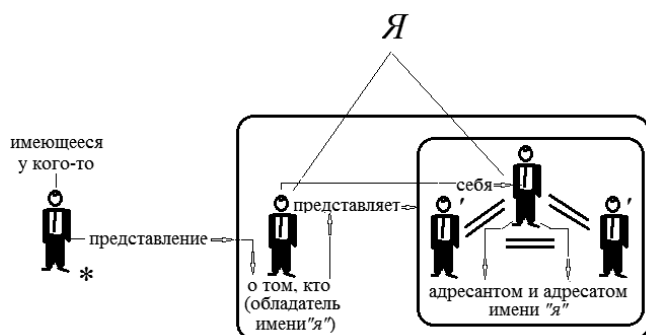 Я
имеющееся
у кого-то
представление
*
представляет
себя
'
'
о том, кто
(обладатель
имени"я")
адресантом и адресатом
имени "я"